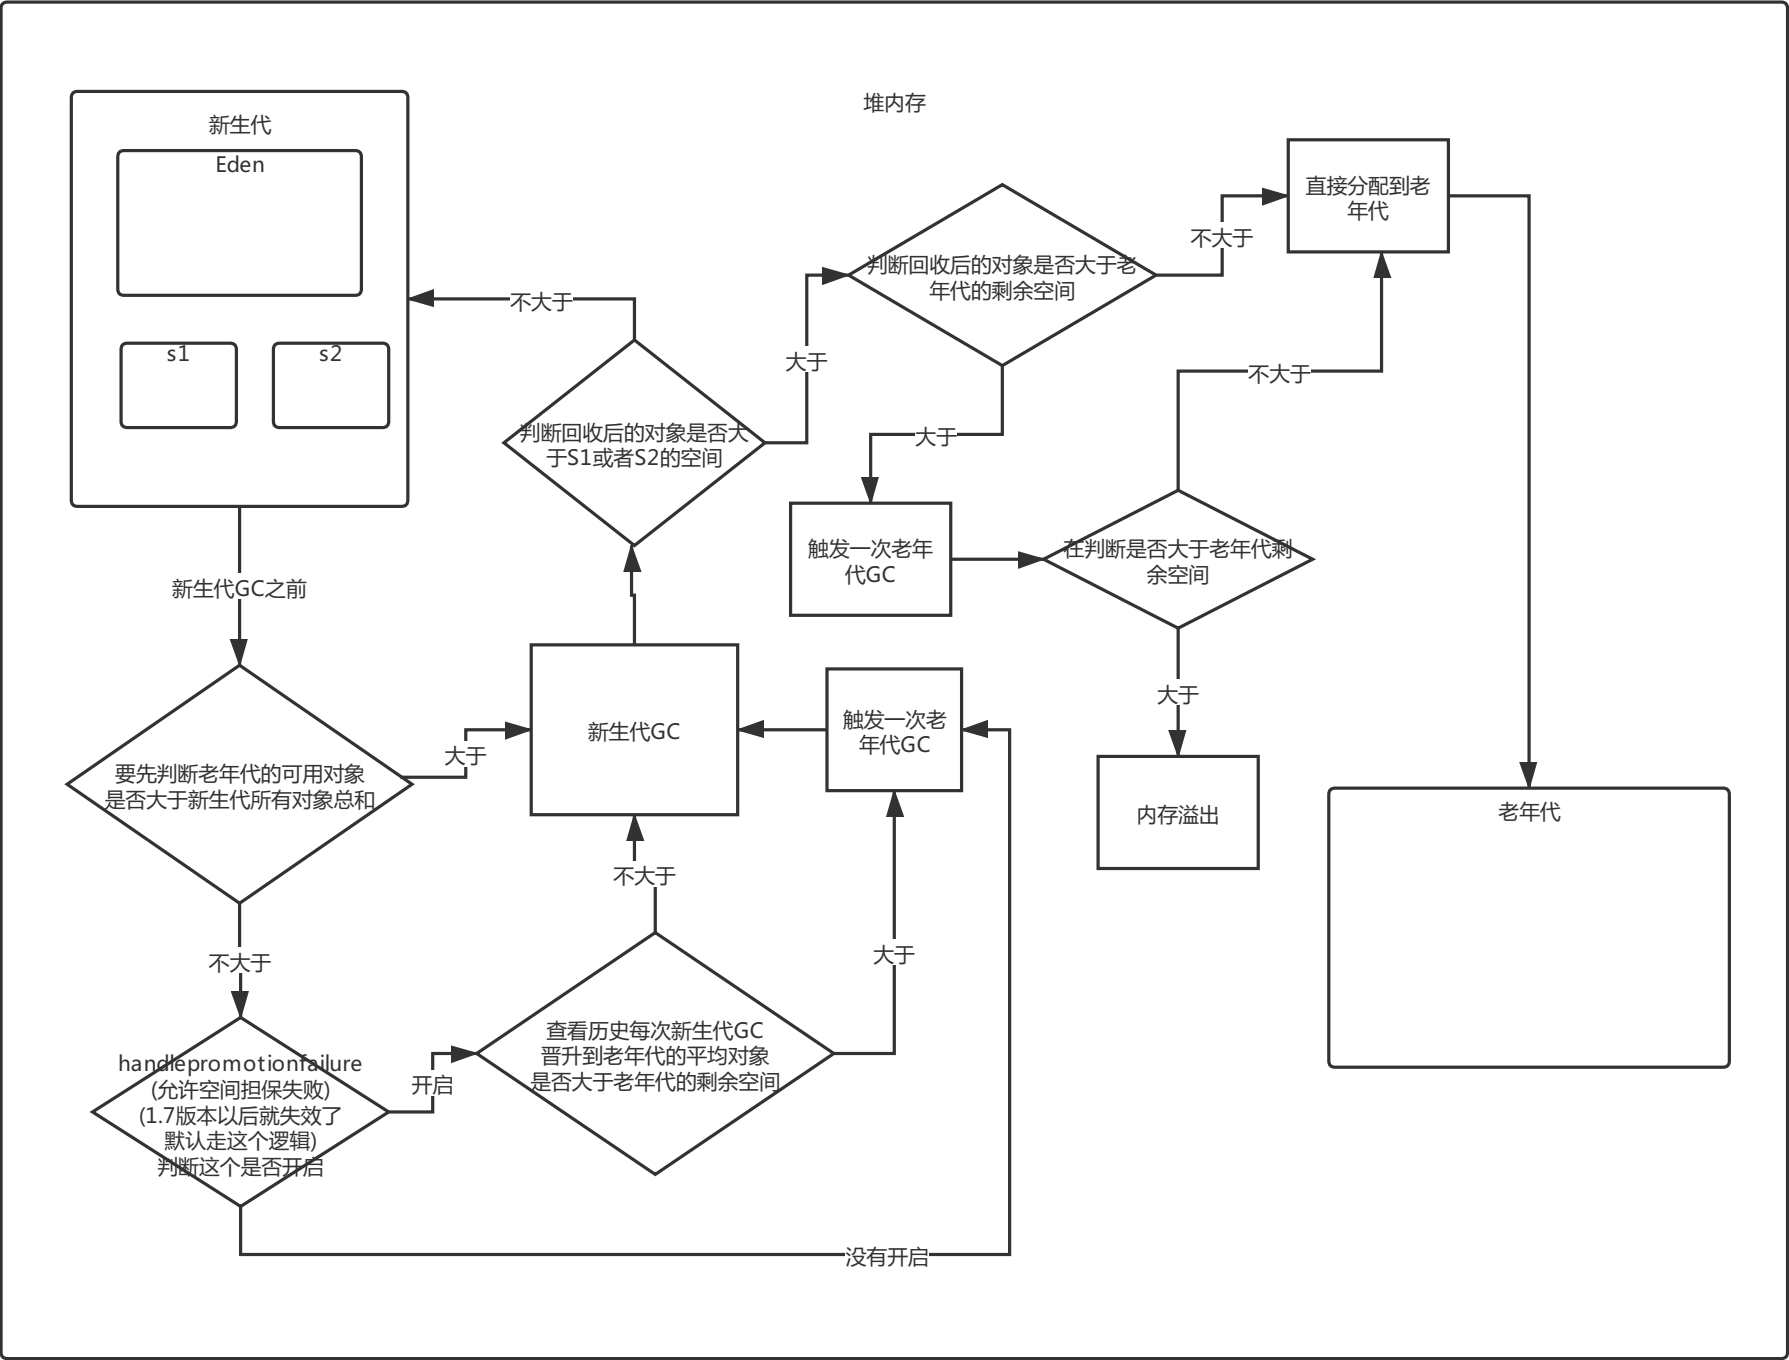 堆内存
新生代
Eden
s1
s2
新生代GC之前
要先判断老年代的可用对象
是否大于新生代所有对象总和
大于
不大于
handlepromotionfailure
(允许空间担保失败)
(1.7版本以后就失效了
默认走这个逻辑)
判断这个是否开启
开启
没有开启
查看历史每次新生代GC
晋升到老年代的平均对象
是否大于老年代的剩余空间
不大于
大于
触发一次老
年代GC
新生代GC
判断回收后的对象是否大
于S1或者S2的空间
不大于
大于
判断回收后的对象是否大于老
年代的剩余空间
不大于
大于
触发一次老年
代GC
在判断是否大于老年代剩
余空间
不大于
大于
内存溢出
直接分配到老
年代
老年代